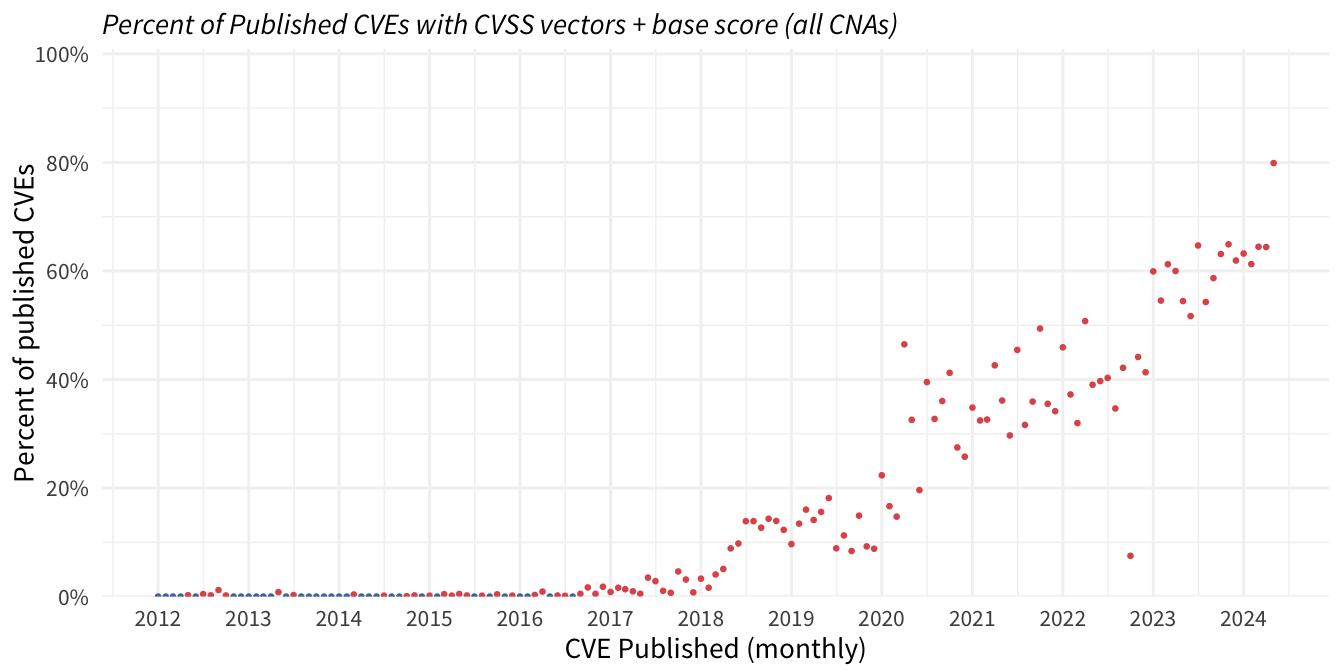 Percent of Published CVEs with CVSS vectors + base score (all CNAs)
Percent of published CVEs
100%
80%
60%
40%
20%
0%
2012 2013 2014 2015 2016 2017 2018 2019 2020 2021 2022 2023 2024
CVE Published (monthly)